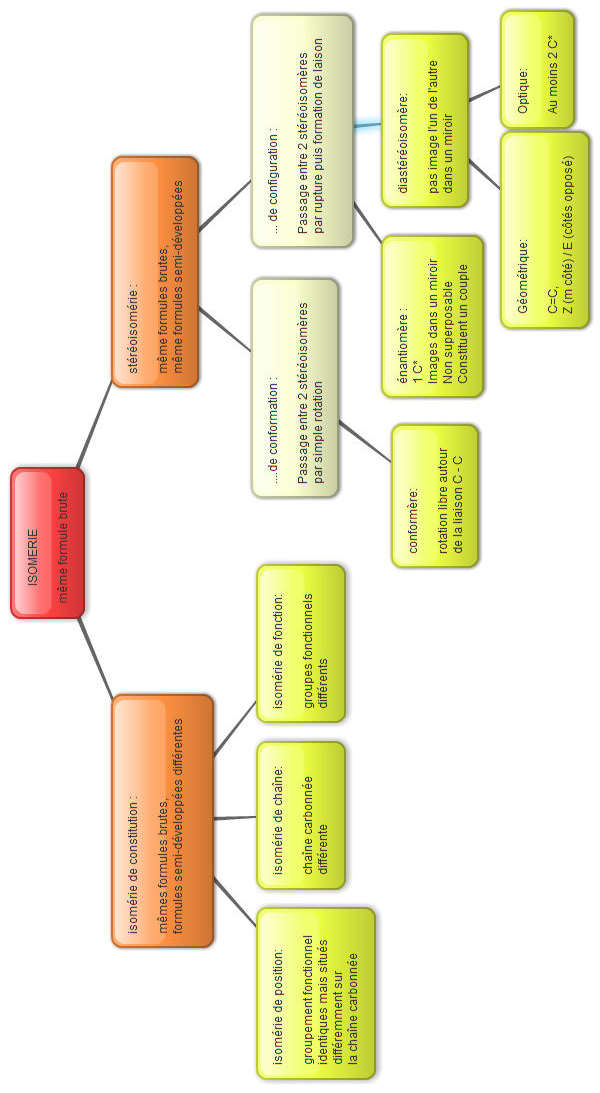 ISOMERIE
même formule brute
isomérie de constitution :
mêmes formules brutes,
formules semi-développées différentes
stéréoisomérie :
même formules brutes,
même formules semi-développées
isomérie de position:
groupement fonctionnel
identiques mais situés
différemment sur
la chaîne carbonnée
isomérie de chaîne:
chaîne carbonnée
différente
isomérie de fonction:
groupes fonctionnels
différents
....de conformation :
Passage entre 2 stéréoisomères
par simple rotation
... de configuration :
Passage entre 2 stéréoisomères
par rupture puis formation de laison
conformère:
rotation libre autour
de la liaison C - C
énantiomère :
1 C*
Images dans un miroir
Non superposable
Constituent un couple
diastéréoisomère:
pas image l'un de l'autre
dans un miroir
Géométrique:
C=C,
Z (m côté) / E (côtés opposé)
Optique:
Au moins 2 C*